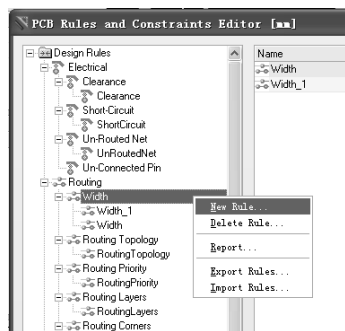 PCB Rules and Constraints Editor [mm]
Design Rules
Electrical
Clearance
Clearance
Short-Circuit
ShortCircuit
Un-Routed Net
UnRoutedNet
Un-Connected Pin
Routing
Width
Width_1
Width
Routing Topology
RoutingTopology
Routing Priority
RoutingPriority
Routing Layers
RoutingLayers
Routing Corners
Name
Width
Width_1
New Rule...
Delete Rule...
Report...
Export Rules...
Import Rules...